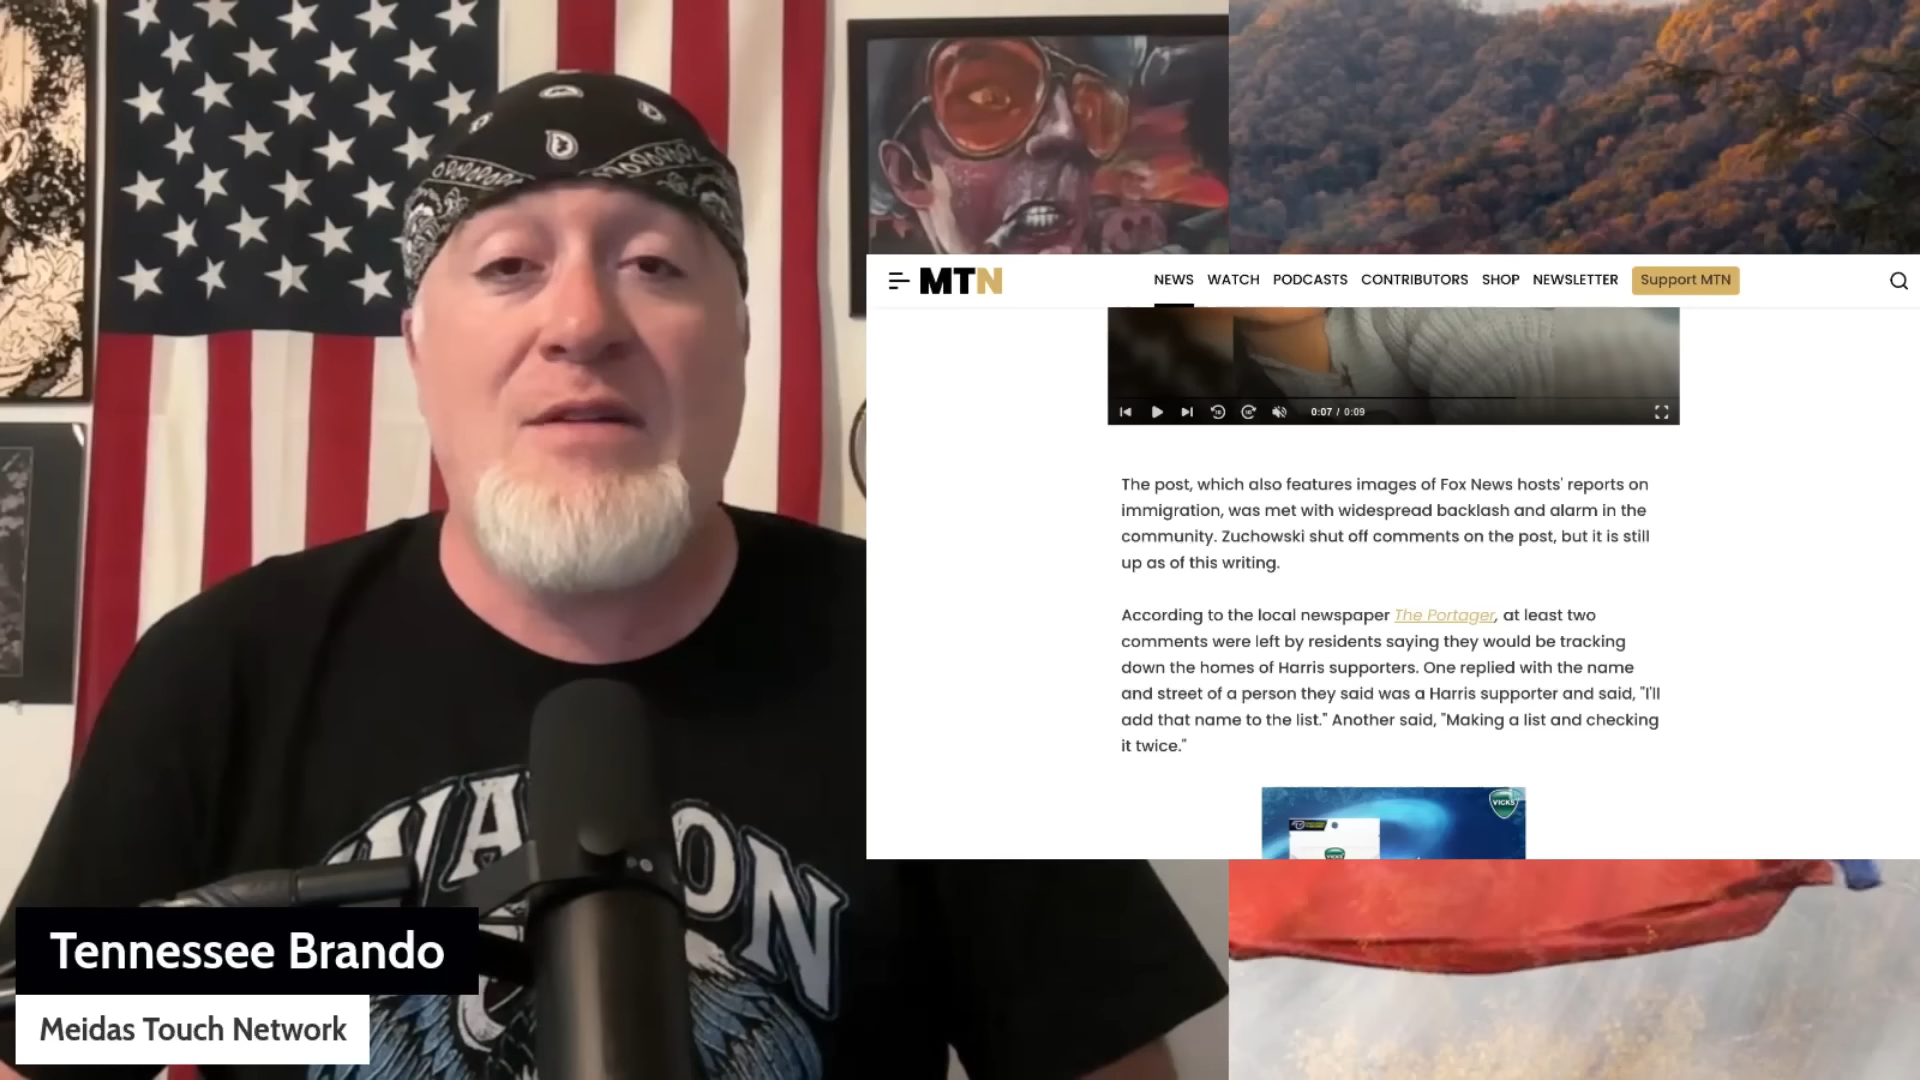 MTN
NEWS WATCH PODCASTS CONTRIBUTORS SHOP NEWSLETTER Support MTN
0:07 / 0:09
The post, which also features images of Fox News hosts' reports on
immigration, was met with widespread backlash and alarm in the
community. Zuchowski shut off comments on the post, but it is still
up as of this writing.
According to the local newspaper The Portager, at least two
comments were left by residents saying they would be tracking
down the homes of Harris supporters. One replied with the name
and street of a person they said was a Harris supporter and said, "I'll
add that name to the list." Another said, "Making a list and checking
it twice."
VICKS
Tennessee Brando
Meidas Touch Network